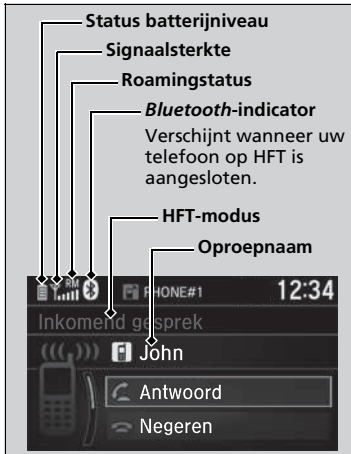 Status batterijniveau
Signaalsterkte
Roamingstatus
Bluetooth-indicator
Verschijnt wanneer uw
telefoon op HFT is
aangesloten.
HFT-modus
Oproepnaam
RM
PHONE#1
12:34
Inkomend gesprek
John
Antwoord
Negeren